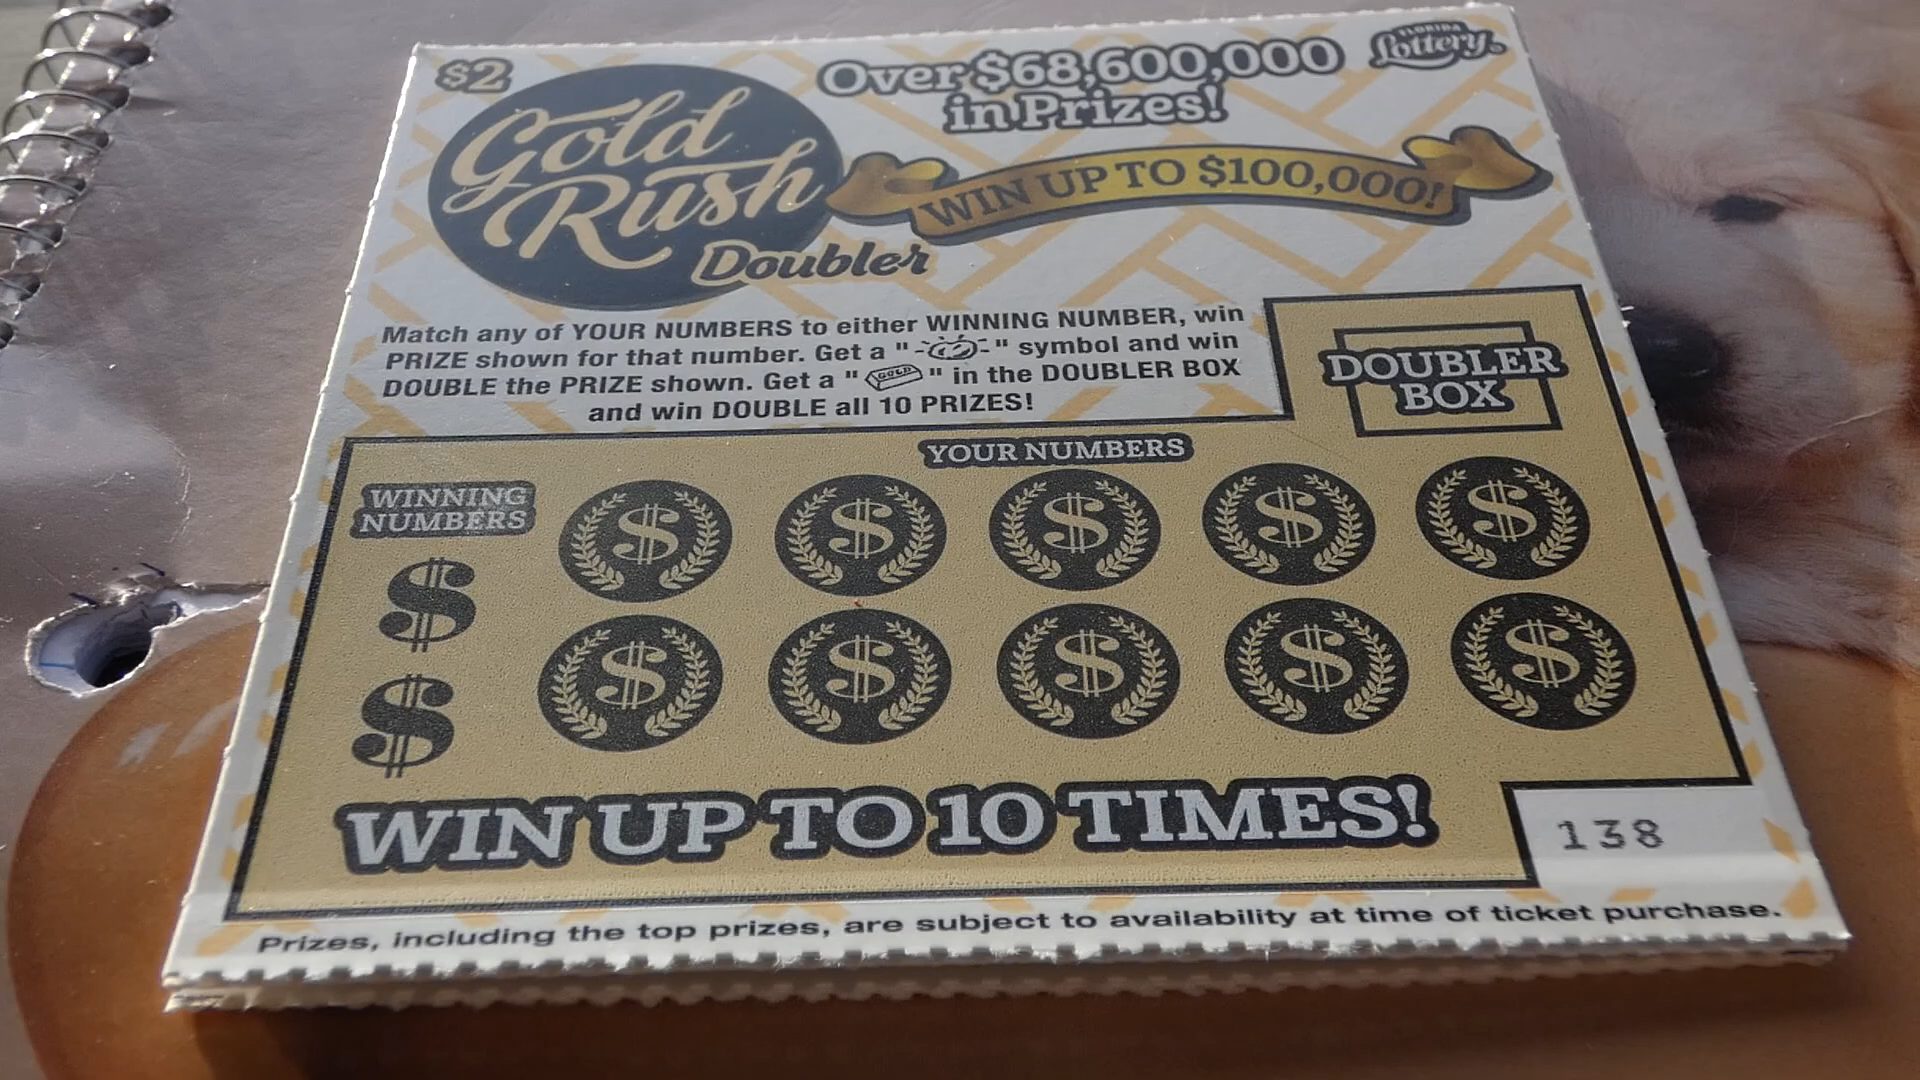 $2
Gold
Rush
Doubler
Over $68,600,000
in Prizes!
FLORIDA
Lottery
WIN UP TO $100,000!
Match any of YOUR NUMBERS to either WINNING NUMBER, win
PRIZE shown for that number. Get a " " symbol and win
DOUBLE the PRIZE shown. Get a "GOLD" in the DOUBLER BOX
and win DOUBLE all 10 PRIZES!
DOUBLER
BOX
YOUR NUMBERS
WINNING
NUMBERS
$ $ $ $ $
$
$ $ $ $ $
$
WIN UP TO 10 TIMES!
138
Prizes, including the top prizes, are subject to availability at time of ticket purchase.